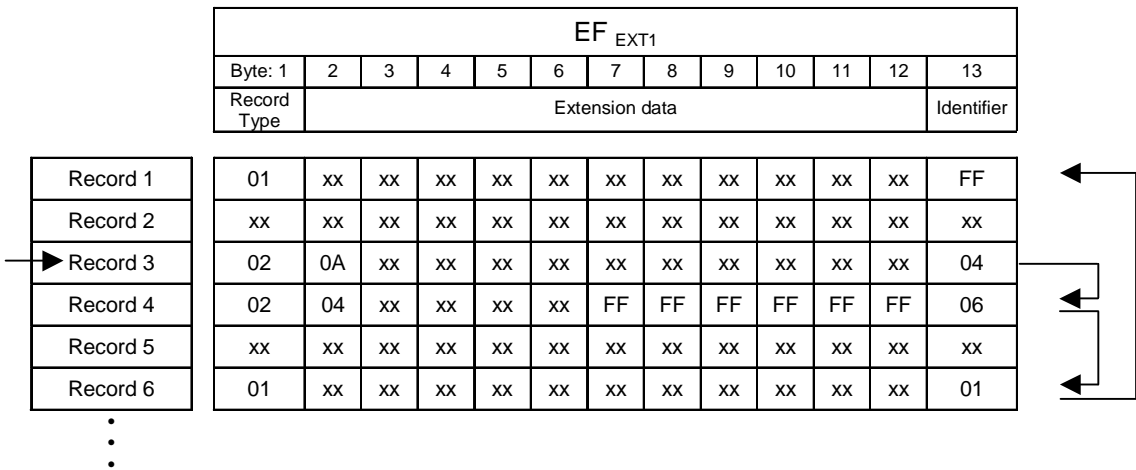 EF EXT1
Byte: 1 2 3 4 5 6 7 8 9 10 11 12 13
Record Type Extension data Identifier
Record 1 01 xx xx xx xx xx xx xx xx xx xx xx FF
Record 2 xx xx xx xx xx xx xx xx xx xx xx xx xx
Record 3 02 0A xx xx xx xx xx xx xx xx xx xx 04
Record 4 02 04 xx xx xx xx FF FF FF FF FF FF 06
Record 5 xx xx xx xx xx xx xx xx xx xx xx xx xx
Record 6 01 xx xx xx xx xx xx xx xx xx xx xx 01